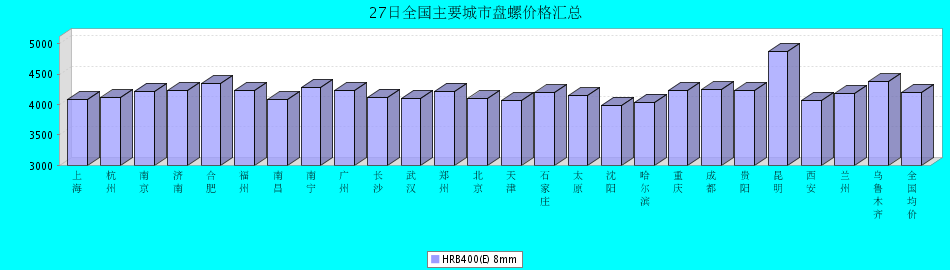 27日全国主要城市盘螺价格汇总
5000
4500
4000
3500
3000
上海 杭州 南京 济南 合肥 福州 南昌 南宁 广州 长沙 武汉 郑州 北京 天津 石家庄 太原 沈阳 哈尔滨 重庆 成都 贵阳 昆明 西安 兰州 乌鲁木齐 全国均价
HRB400(E) 8mm